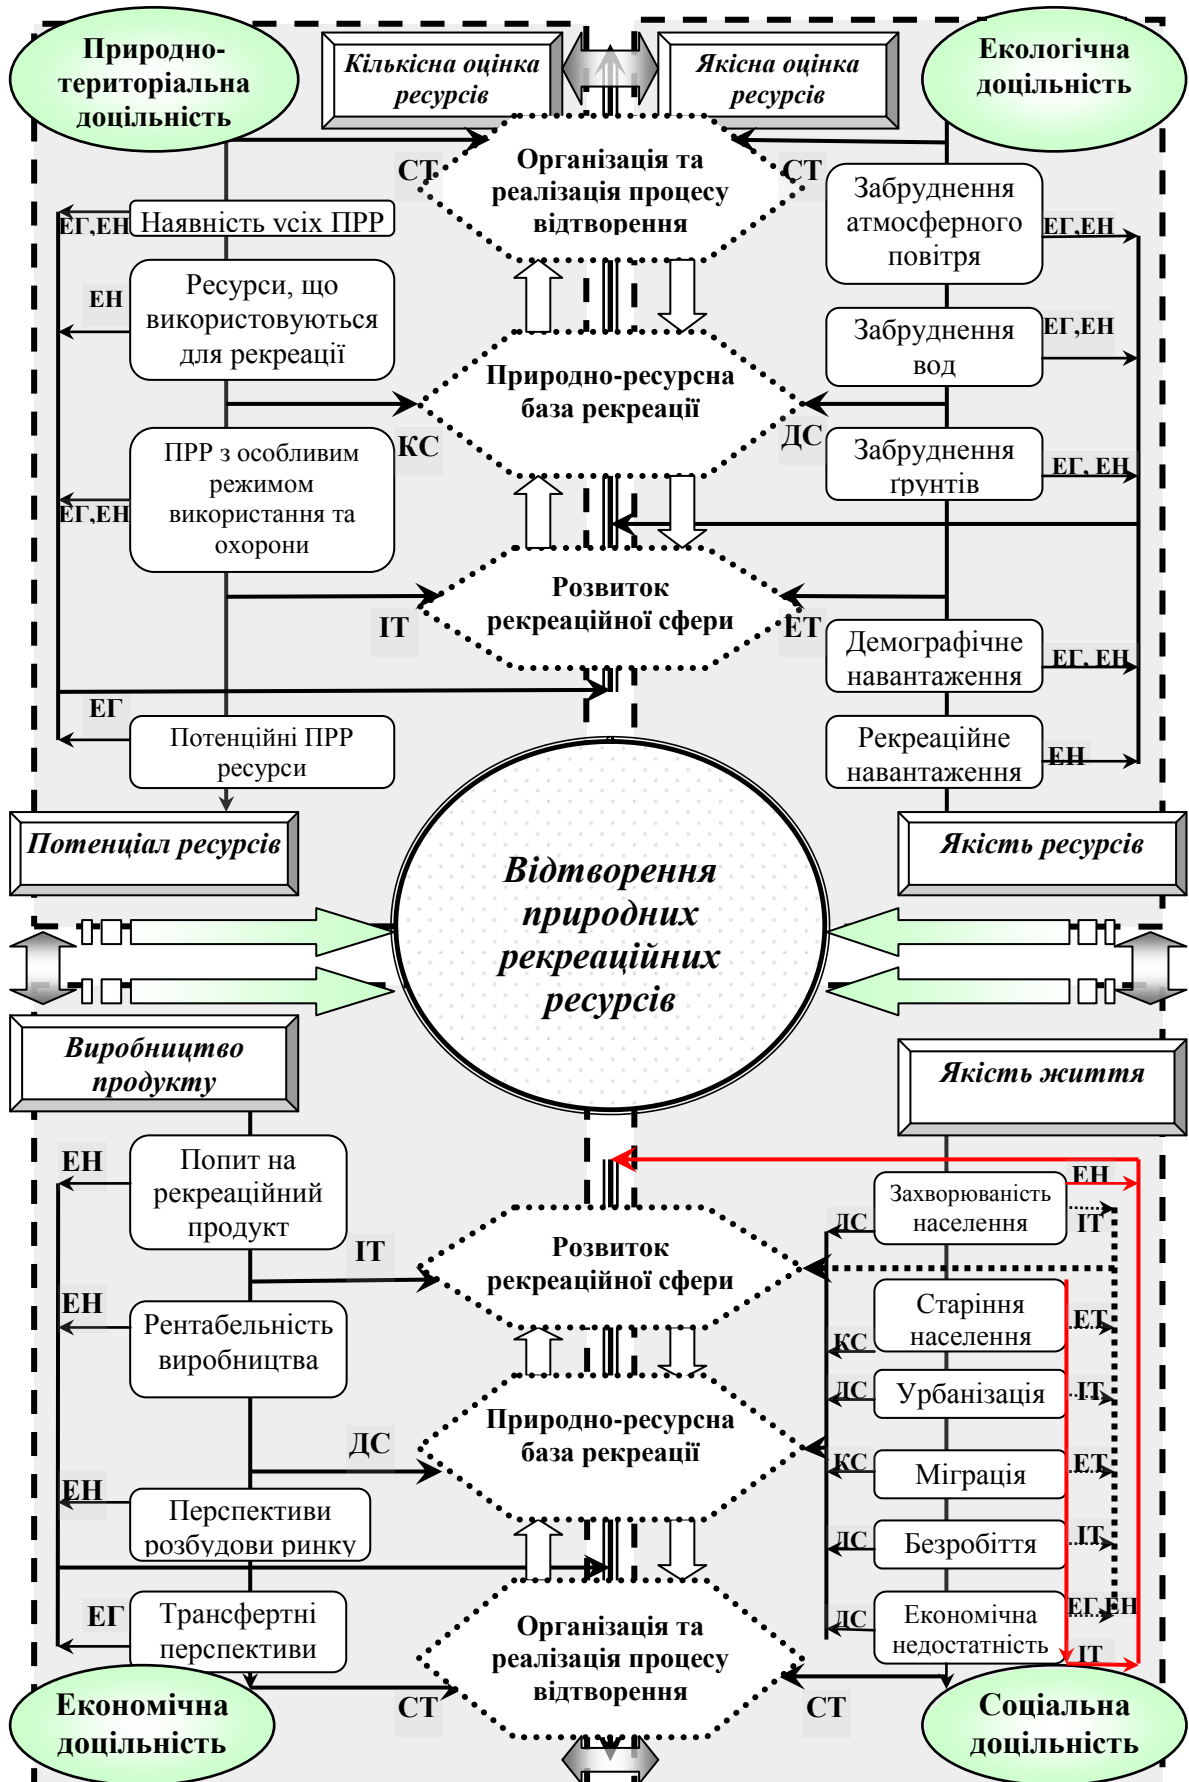 Природно-
територіальна
доцільність
Кількісна оцінка
ресурсів
Якісна оцінка
ресурсів
Екологічна
доцільність
Організація та
реалізація процесу
відтворення
СТ
СТ
Наявність усіх ПРР
ЕГ,ЕН
Ресурси, що
використовуються
для рекреації
ЕН
Забруднення
атмосферного
повітря
ЕГ,ЕН
Забруднення
вод
ЕГ,ЕН
Природно-ресурсна
база рекреації
КС
ДС
ПРР з особливим
режимом
використання та
охорони
ЕГ,ЕН
Забруднення
ґрунтів
ЕГ, ЕН
Розвиток
рекреаційної сфери
ІТ
ЕТ
Демографічне
навантаження
ЕГ, ЕН
ЕГ
Потенційні ПРР
ресурси
Рекреаційне
навантаження
ЕН
Потенціал ресурсів
Якість ресурсів
Відтворення
природних
рекреаційних
ресурсів
Виробництво
продукту
Якість життя
Попит на
рекреаційний
продукт
ЕН
ІТ
Розвиток
рекреаційної сфери
Захворюваність
населення
ДС
ЕН
ІТ
Рентабельність
виробництва
ЕН
Старіння
населення
КС
ЕТ
Урбанізація
ДС
ІТ
Природно-ресурсна
база рекреації
ДС
Міграція
КС
ЕТ
Перспективи
розбудови ринку
ЕН
Безробіття
ДС
ІТ
Трансфертні
перспективи
ЕГ
Організація та
реалізація процесу
відтворення
СТ
СТ
Економічна
недостатність
ДС
ЕГ,ЕН
ІТ
Економічна
доцільність
Соціальна
доцільність